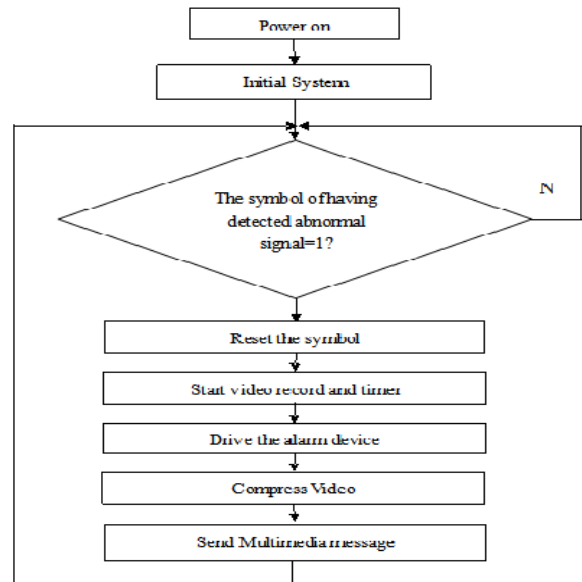 Power on
Initial System
The symbol of having
detected abnormal
signal=1?
N
Reset the symbol
Start video record and timer
Drive the alarm device
Compress Video
Send Multimedia message